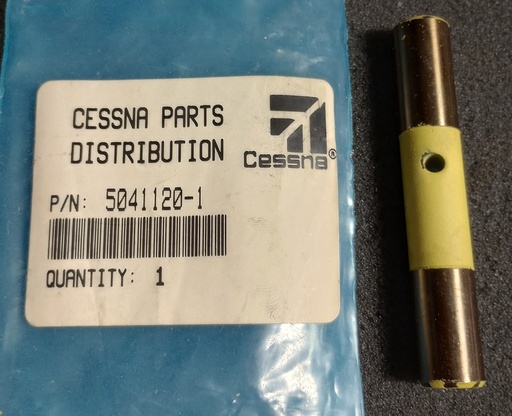 CESSNA PARTS
DISTRIBUTION
Cessna®
P/N: 5041120-1
QUANTITY: 1